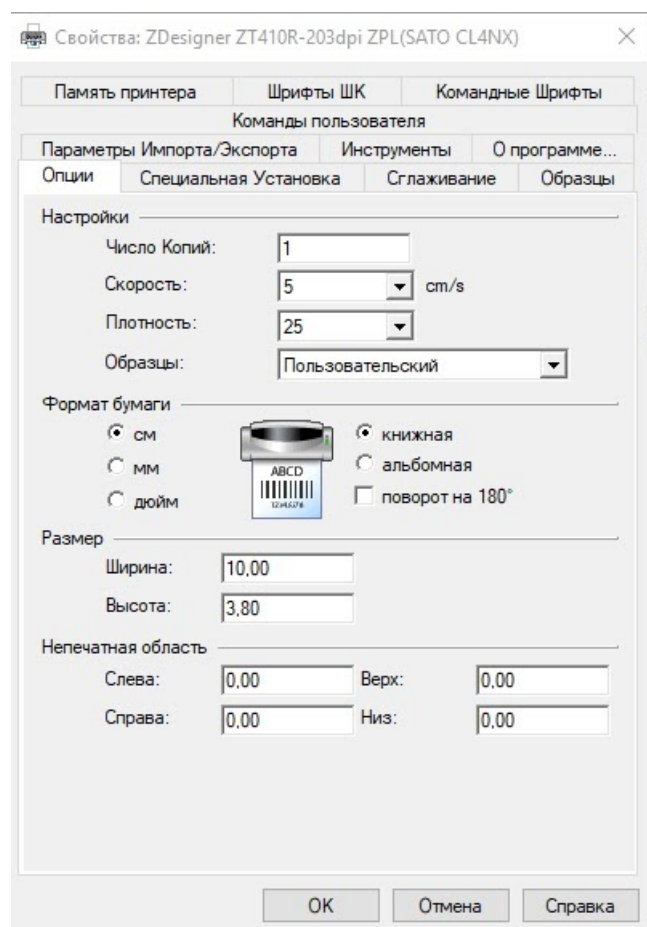 Свойства: ZDesigner ZT410R-203dpi ZPL(SATO CL4NX)
Память принтера Шрифты ШК Командные Шрифты
Команды пользователя
Параметры Импорта/Экспорта Инструменты О программе...
Опции Специальная Установка Сглаживание Образцы
Настройки
Число Копий: 1
Скорость: 5 cm/s
Плотность: 25
Образцы: Пользовательский
Формат бумаги
см книжная
мм альбомная
дюйм поворот на 180°
ABCD
Размер
Ширина: 10,00
Высота: 3,80
Непечатная область
Слева: 0,00 Верх: 0,00
Справа: 0,00 Низ: 0,00
OK Отмена Справка